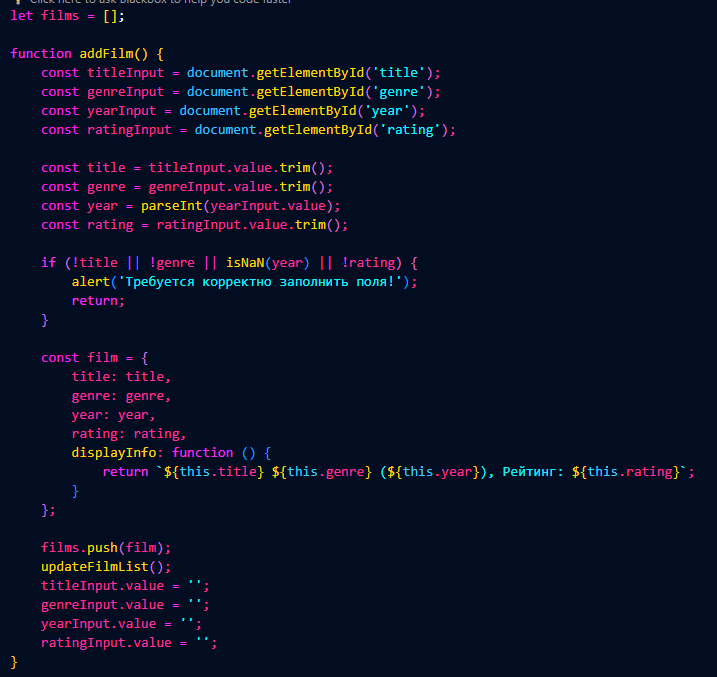 Click here to ask Blackbox to help you code faster
let films = [];
function addFilm() {
    const titleInput = document.getElementById('title');
    const genreInput = document.getElementById('genre');
    const yearInput = document.getElementById('year');
    const ratingInput = document.getElementById('rating');
    const title = titleInput.value.trim();
    const genre = genreInput.value.trim();
    const year = parseInt(yearInput.value);
    const rating = ratingInput.value.trim();
    if (!title || !genre || isNaN(year) || !rating) {
        alert('Требуется корректно заполнить поля!');
        return;
    }
    const film = {
        title: title,
        genre: genre,
        year: year,
        rating: rating,
        displayInfo: function () {
            return `${this.title} ${this.genre} (${this.year}), Рейтинг: ${this.rating}`;
        }
    };
    films.push(film);
    updateFilmList();
    titleInput.value = '';
    genreInput.value = '';
    yearInput.value = '';
    ratingInput.value = '';
}